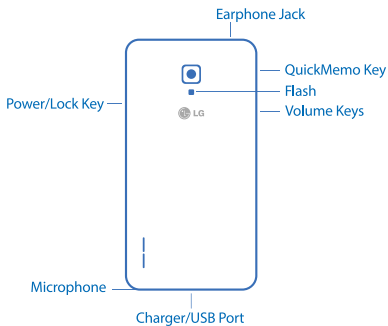 Earphone Jack
QuickMemo Key
Flash
Power/Lock Key
Volume Keys
LG
Microphone
Charger/USB Port